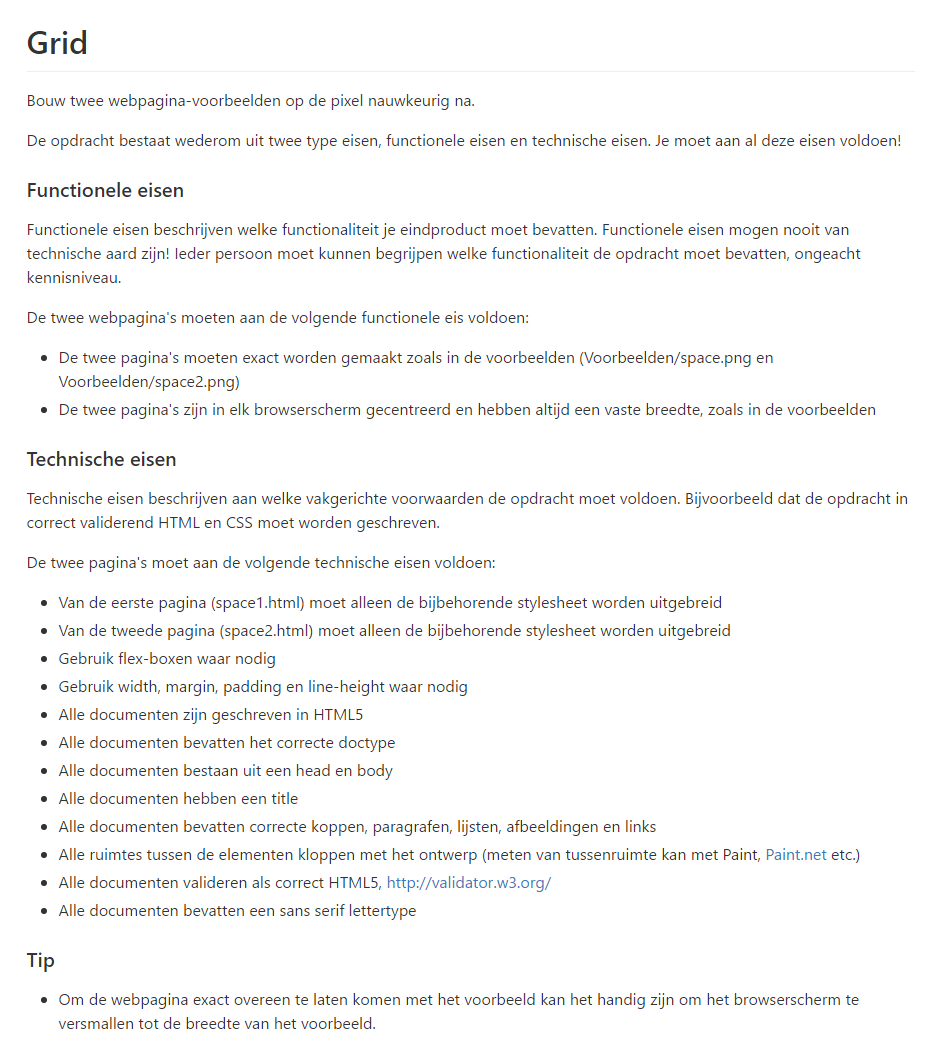 Grid
Bouw twee webpagina-voorbeelden op de pixel nauwkeurig na.
De opdracht bestaat wederom uit twee type eisen, functionele eisen en technische eisen. Je moet aan al deze eisen voldoen!
Functionele eisen
Functionele eisen beschrijven welke functionaliteit je eindproduct moet bevatten. Functionele eisen mogen nooit van
technische aard zijn! Ieder persoon moet kunnen begrijpen welke functionaliteit de opdracht moet bevatten, ongeacht
kennisniveau.
De twee webpagina's moeten aan de volgende functionele eis voldoen:
• De twee pagina's moeten exact worden gemaakt zoals in de voorbeelden (Voorbeelden/space.png en
Voorbeelden/space2.png)
• De twee pagina's zijn in elk browserscherm gecentreerd en hebben altijd een vaste breedte, zoals in de voorbeelden
Technische eisen
Technische eisen beschrijven aan welke vakgerichte voorwaarden de opdracht moet voldoen. Bijvoorbeeld dat de opdracht in
correct validerend HTML en CSS moet worden geschreven.
De twee pagina's moet aan de volgende technische eisen voldoen:
• Van de eerste pagina (space1.html) moet alleen de bijbehorende stylesheet worden uitgebreid
• Van de tweede pagina (space2.html) moet alleen de bijbehorende stylesheet worden uitgebreid
• Gebruik flex-boxen waar nodig
• Gebruik width, margin, padding en line-height waar nodig
• Alle documenten zijn geschreven in HTML5
• Alle documenten bevatten het correcte doctype
• Alle documenten bestaan uit een head en body
• Alle documenten hebben een title
• Alle documenten bevatten correcte koppen, paragrafen, lijsten, afbeeldingen en links
• Alle ruimtes tussen de elementen kloppen met het ontwerp (meten van tussenruimte kan met Paint, Paint.net etc.)
• Alle documenten valideren als correct HTML5, http://validator.w3.org/
• Alle documenten bevatten een sans serif lettertype
Tip
• Om de webpagina exact overeen te laten komen met het voorbeeld kan het handig zijn om het browserscherm te
versmallen tot de breedte van het voorbeeld.